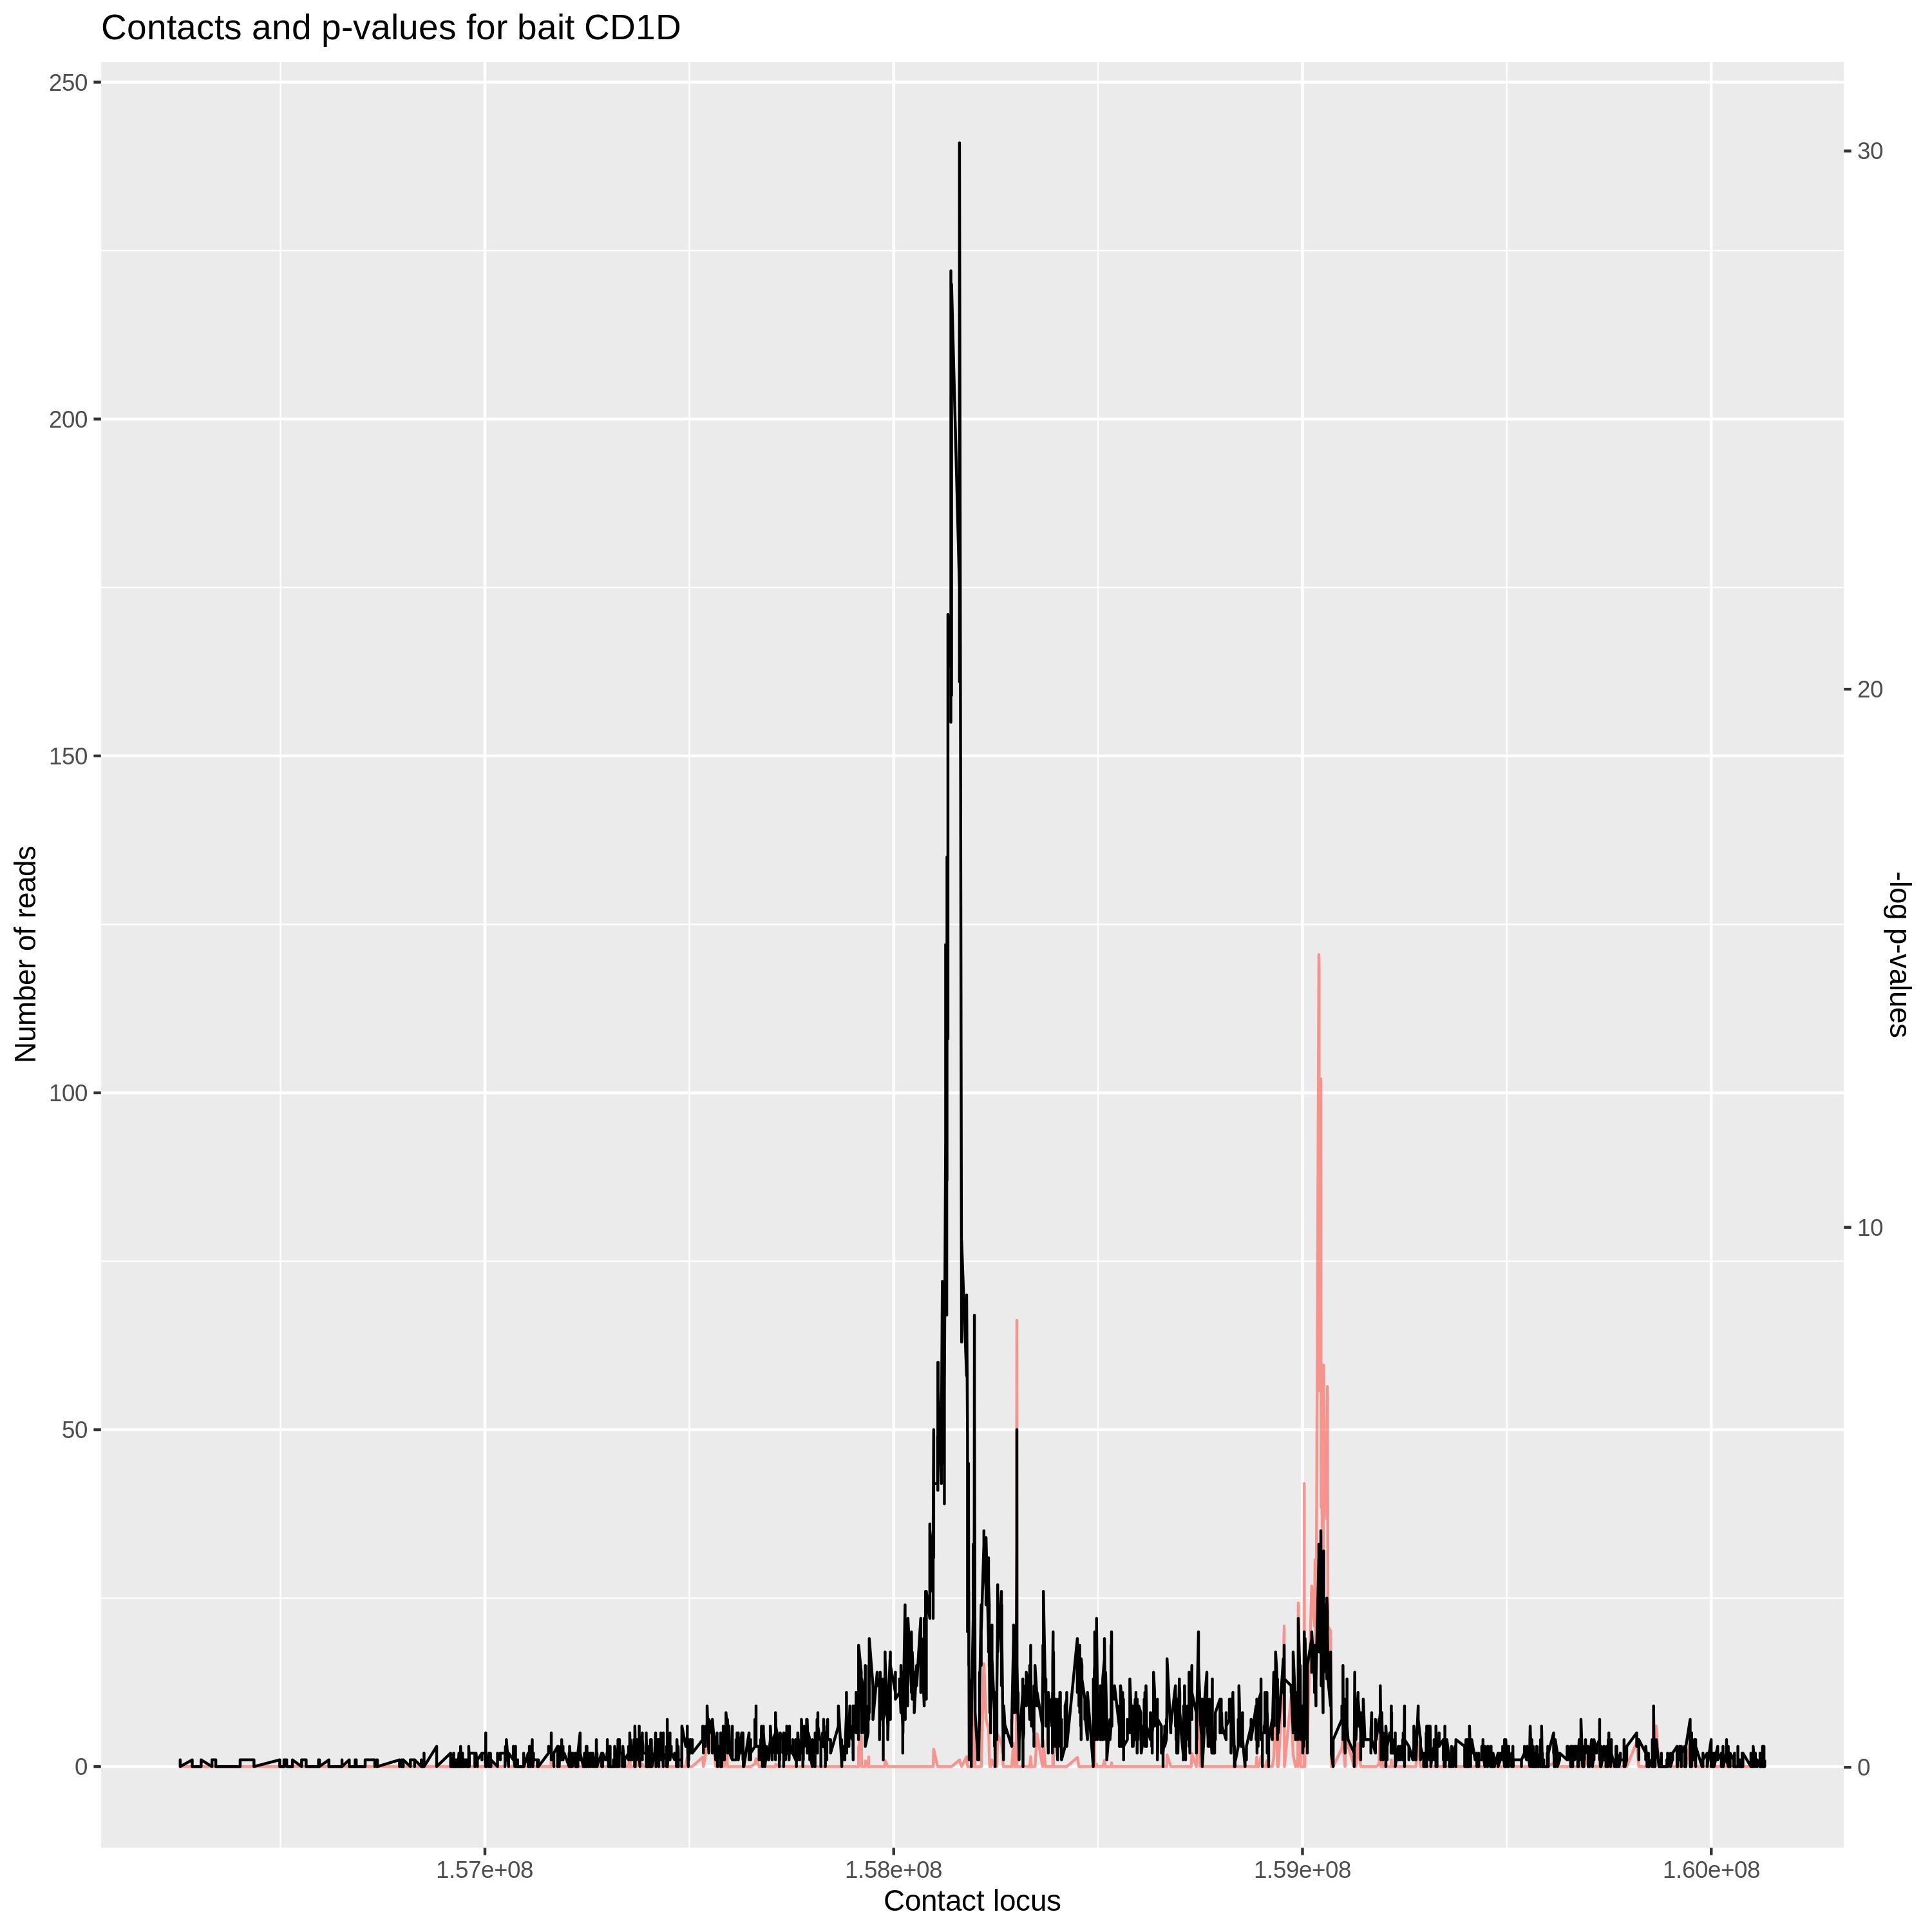 Contacts and p-values for bait CD1D
250
200
150
100
50
0
Number of reads
30
20
10
0
-log p-values
1.57e+08
1.58e+08
1.59e+08
1.60e+08
Contact locus